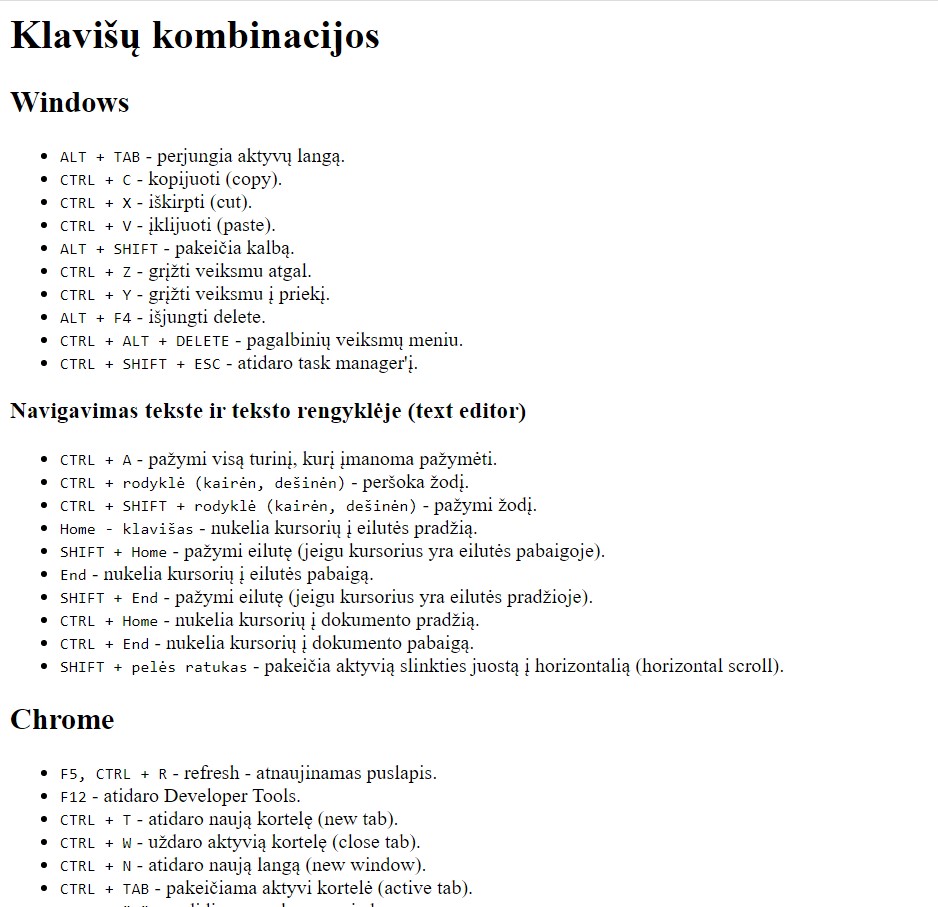 Klavišų kombinacijos
Windows
ALT + TAB - perjungia aktyvų langą.
CTRL + C - kopijuoti (copy).
CTRL + X - iškirpti (cut).
CTRL + V - įklijuoti (paste).
ALT + SHIFT - pakeičia kalbą.
CTRL + Z - grįžti veiksmu atgal.
CTRL + Y - grįžti veiksmu į priekį.
ALT + F4 - išjungti delete.
CTRL + ALT + DELETE - pagalbinių veiksmų meniu.
CTRL + SHIFT + ESC - atidaro task manager'į.
Navigavimas tekste ir teksto rengyklėje (text editor)
CTRL + A - pažymi visą turinį, kurį įmanoma pažymėti.
CTRL + rodyklė (kairėn, dešinėn) - peršoka žodį.
CTRL + SHIFT + rodyklė (kairėn, dešinėn) - pažymi žodį.
Home - klavišas - nukelia kursorių į eilutės pradžią.
SHIFT + Home - pažymi eilutę (jeigu kursorius yra eilutės pabaigoje).
End - nukelia kursorių į eilutės pabaigą.
SHIFT + End - pažymi eilutę (jeigu kursorius yra eilutės pradžioje).
CTRL + Home - nukelia kursorių į dokumento pradžią.
CTRL + End - nukelia kursorių į dokumento pabaigą.
SHIFT + pelės ratukas - pakeičia aktyvią slinkties juostą į horizontalią (horizontal scroll).
Chrome
F5, CTRL + R - refresh - atnaujinamas puslapis.
F12 - atidaro Developer Tools.
CTRL + T - atidaro naują kortelę (new tab).
CTRL + W - uždaro aktyvią kortelę (close tab).
CTRL + N - atidaro naują langą (new window).
CTRL + TAB - pakeičiama aktyvi kortelė (active tab).